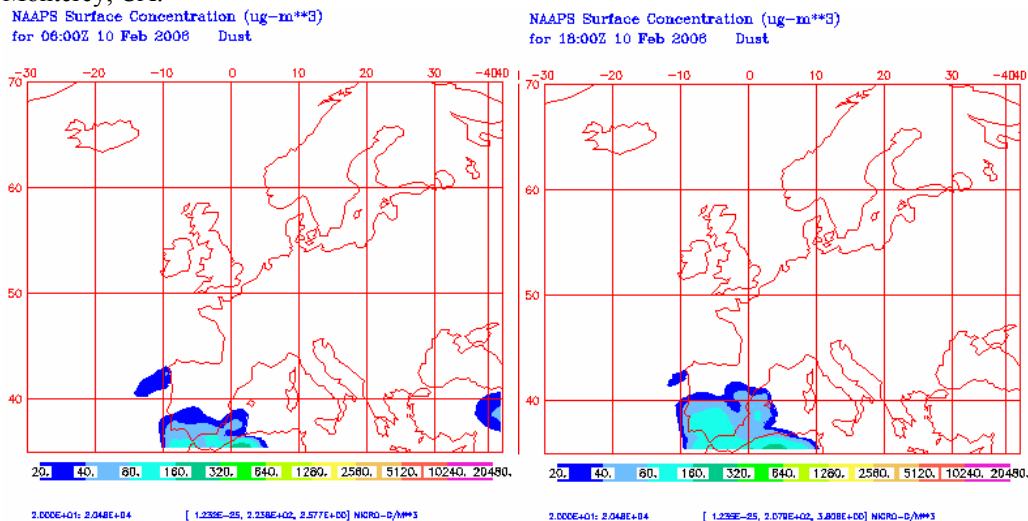 Monterey, CA.
NAAPS Surface Concentration (ug-m**3)
for 06:00Z 10 Feb 2006 Dust
-30 -20 -10 0 10 20 30 40
70
60
50
40
20. 40. 80. 160. 320. 640. 1280. 2560. 5120. 10240. 20480.
2.000E+01: 2.048E+04 [ 1.232E-25, 2.238E+02, 2.577E+00] MICRO-G/M**3
NAAPS Surface Concentration (ug-m**3)
for 18:00Z 10 Feb 2006 Dust
-30 -20 -10 0 10 20 30 40
70
60
50
40
20. 40. 80. 160. 320. 640. 1280. 2560. 5120. 10240. 20480.
2.000E+01: 2.048E+04 [ 1.235E-25, 2.079E+02, 3.808E+00] MICRO-G/M**3